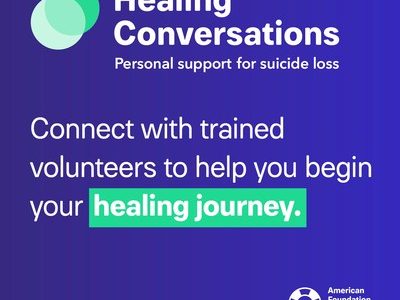 Healing
Conversations
Personal support for suicide loss
Connect with trained
volunteers to help you begin
your healing journey.
American
Foundation